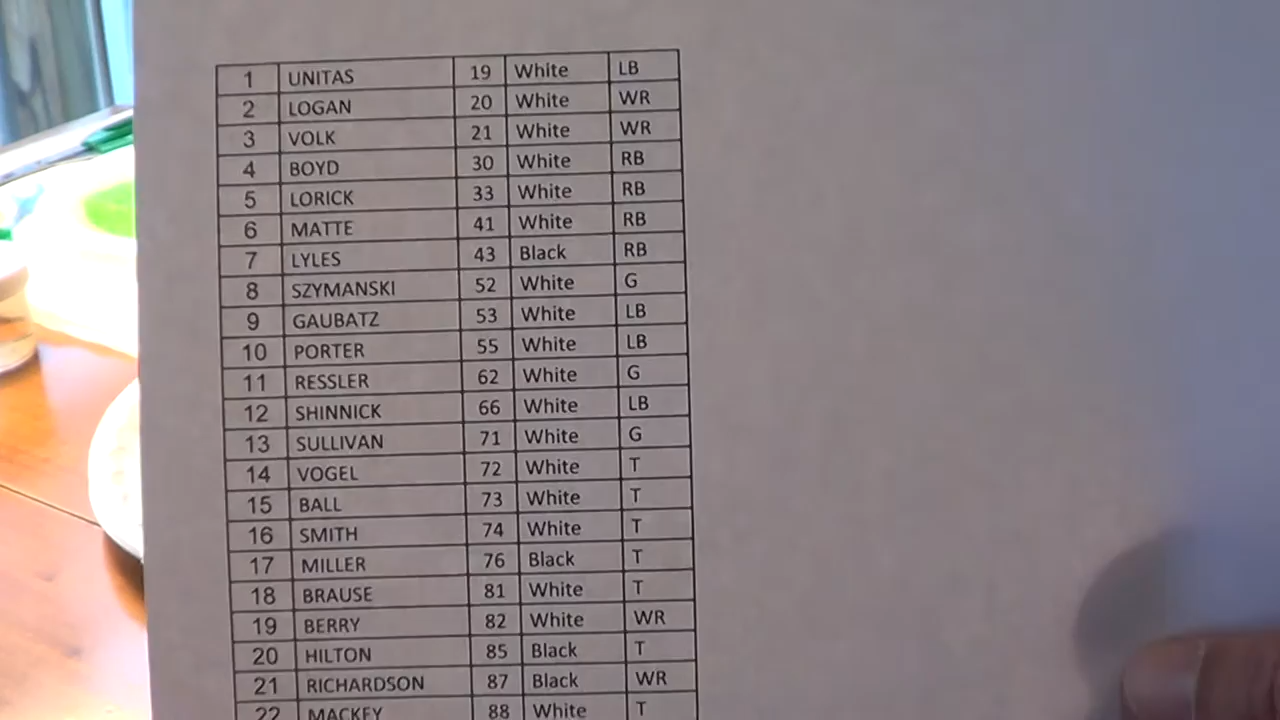 1 UNITAS 19 White LB
2 LOGAN 20 White WR
3 VOLK 21 White WR
4 BOYD 30 White RB
5 LORICK 33 White RB
6 MATTE 41 White RB
7 LYLES 43 Black RB
8 SZYMANSKI 52 White G
9 GAUBATZ 53 White LB
10 PORTER 55 White LB
11 RESSLER 62 White G
12 SHINNICK 66 White LB
13 SULLIVAN 71 White G
14 VOGEL 72 White T
15 BALL 73 White T
16 SMITH 74 White T
17 MILLER 76 Black T
18 BRAUSE 81 White T
19 BERRY 82 White WR
20 HILTON 85 Black T
21 RICHARDSON 87 Black WR
22 MACKEY 88 White T